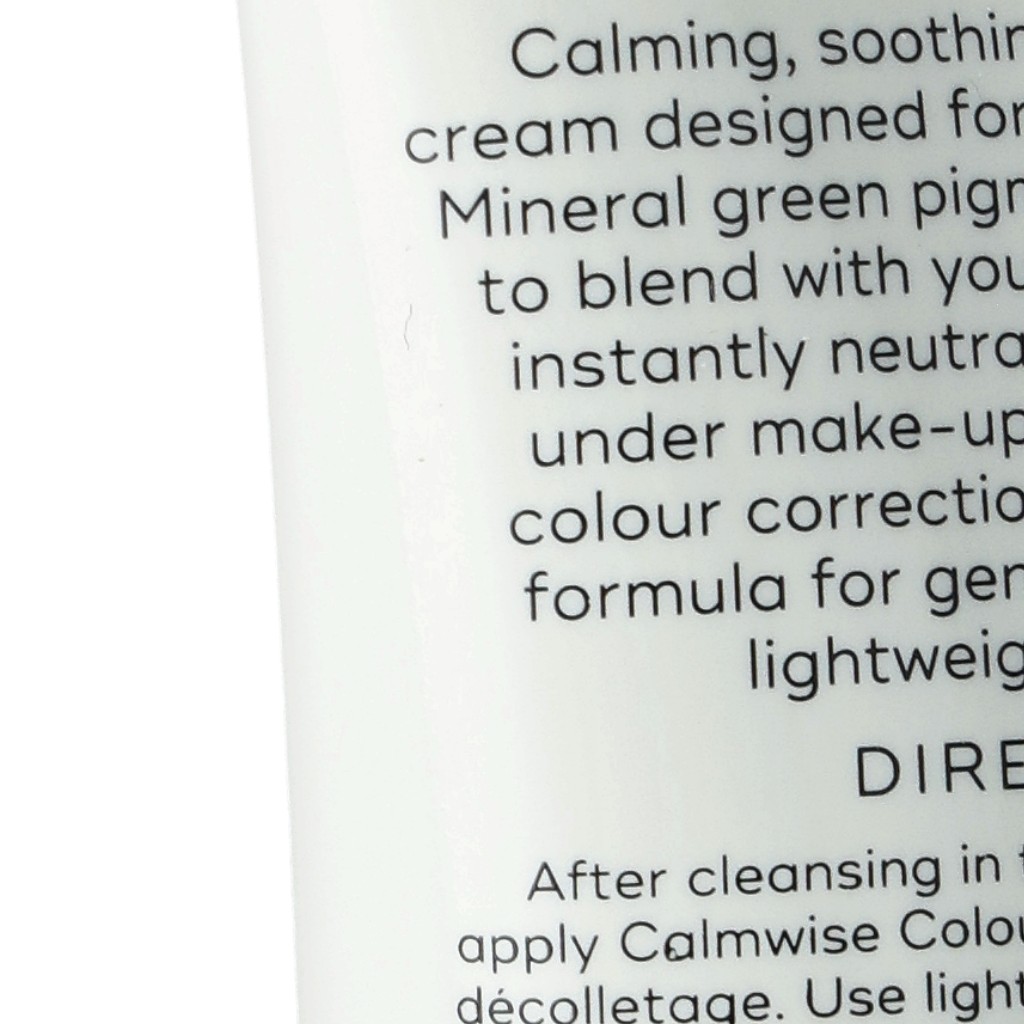 Calming, soothin
cream designed for
Mineral green pigm
to blend with you
instantly neutra
under make-up
colour correctio
formula for gen
lightweig
DIRE
After cleansing in t
apply Calmwise Colou
décolletage. Use light